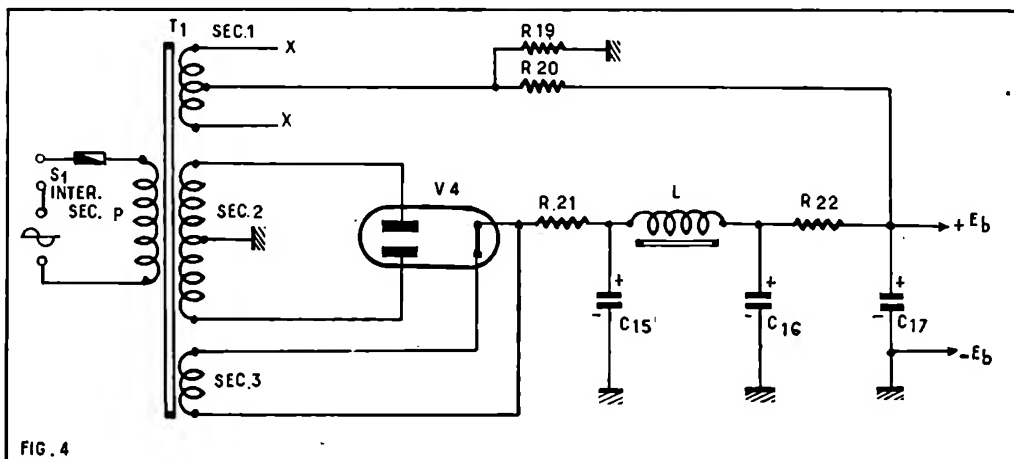 T1
SEC.1
X
X
R19
R20
S1
INTER.
SEC.
P
SEC.2
V4
R.21
L
R22
+Eb
+
-
C15
+
-
C16
+
-
C17
-Eb
SEC.3
FIG. 4